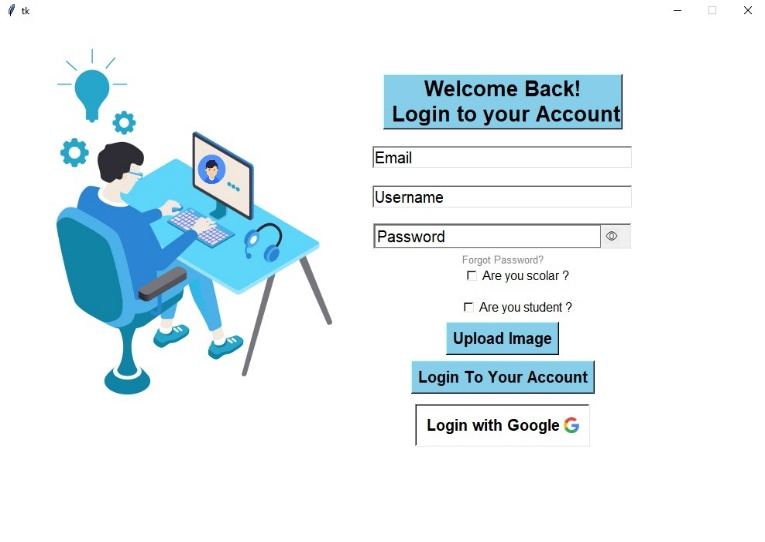 tk
Welcome Back!
Login to your Account
Email
Username
Password
Forgot Password?
Are you scolar ?
Are you student ?
Upload Image
Login To Your Account
Login with Google